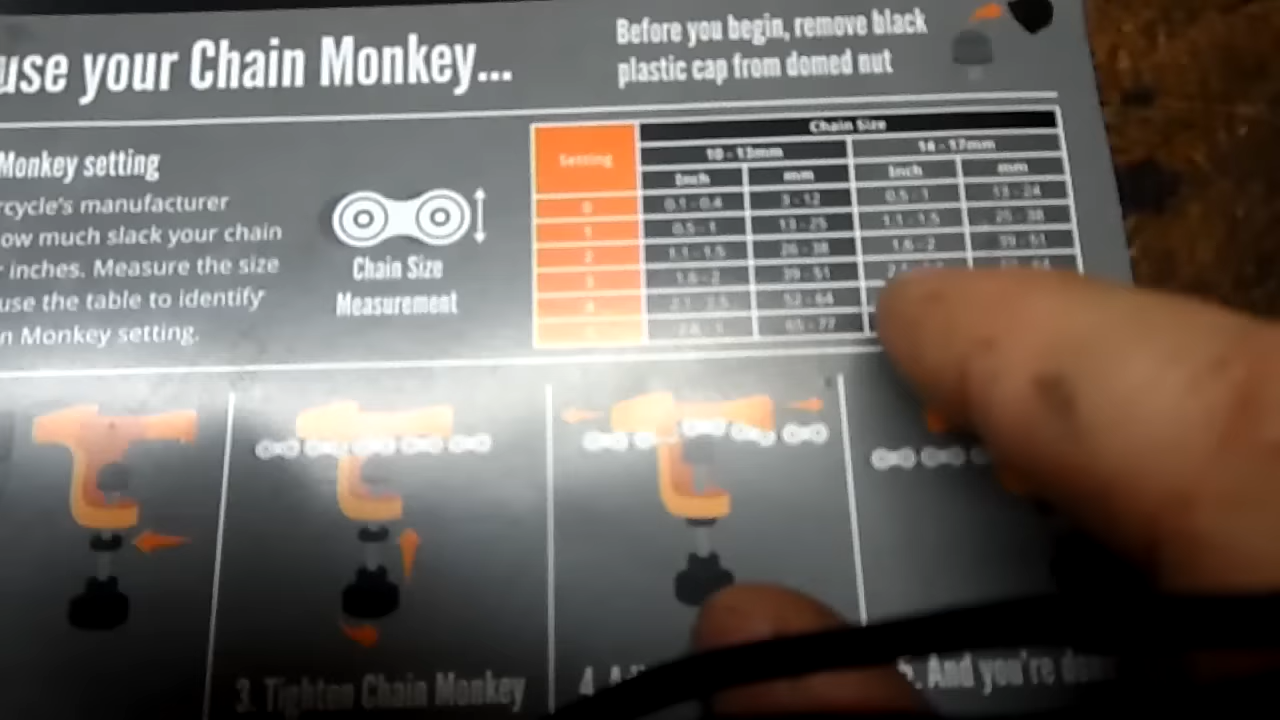 use your Chain Monkey...
Before you begin, remove black
plastic cap from domed nut
Monkey setting
rcycle's manufacturer
ow much slack your chain
r inches. Measure the size
use the table to identify
n Monkey setting.
Chain Size
Measurement
Setting
Chain Size
10 - 13mm 14 - 17mm
Inch mm Inch mm
0 0.1 - 0.4 3 - 12 0.5 - 1 13 - 24
1 0.5 - 1 13 - 25 1.1 - 1.5 25 - 38
2 1.1 - 1.5 26 - 38 1.6 - 2 39 - 51
3 1.6 - 2 39 - 51
4 2.1 - 2.5 52 - 64
65 - 77
3. Tighten Chain Monkey
4.
5. And you're